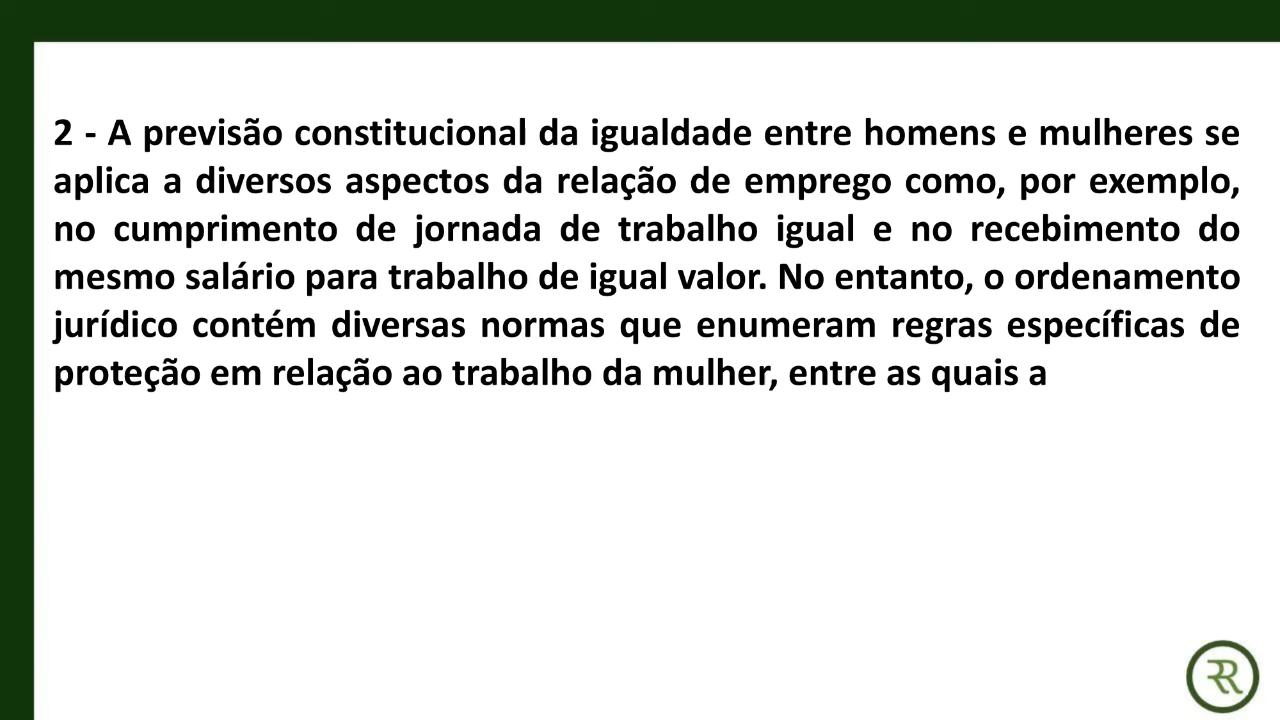 2 - A previsão constitucional da igualdade entre homens e mulheres se
aplica a diversos aspectos da relação de emprego como, por exemplo,
no cumprimento de jornada de trabalho igual e no recebimento do
mesmo salário para trabalho de igual valor. No entanto, o ordenamento
jurídico contém diversas normas que enumeram regras específicas de
proteção em relação ao trabalho da mulher, entre as quais a